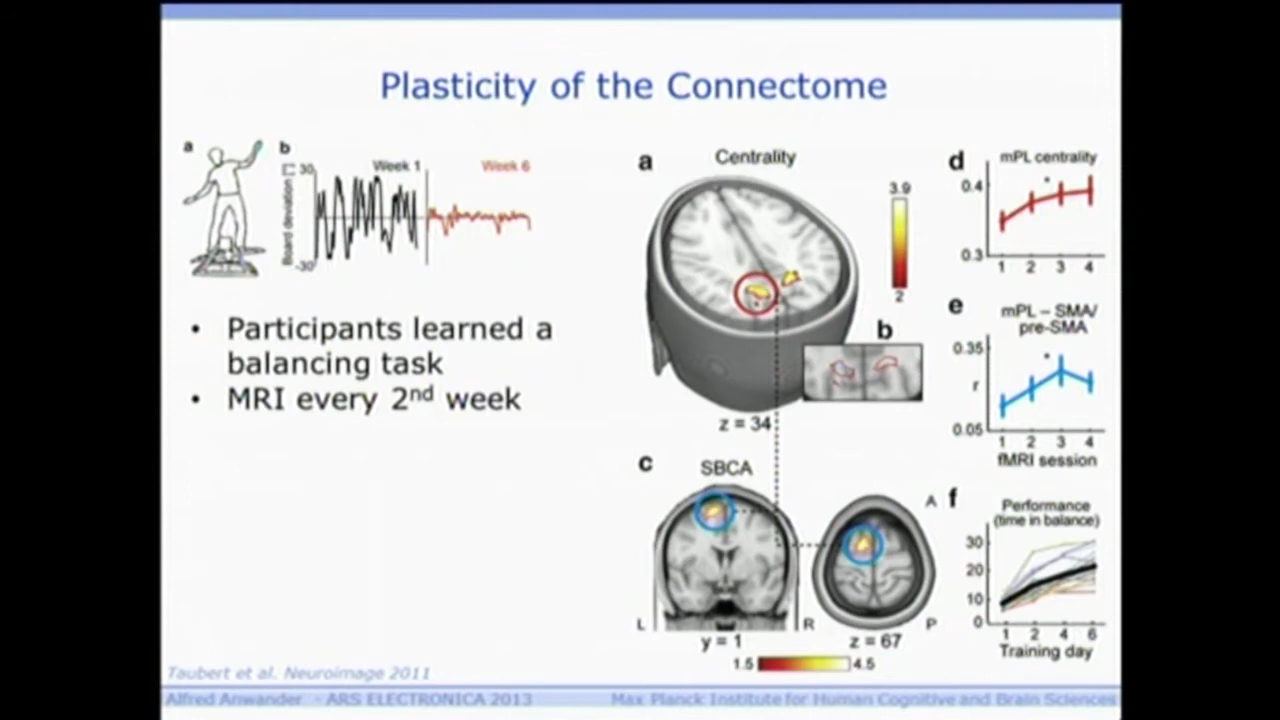 Plasticity of the Connectome
a
b
Week 1
Week 6
30
-30
Board deviation [°]
• Participants learned a
balancing task
• MRI every 2nd week
a
Centrality
3.9
2
b
z = 34
c
SBCA
L
R
y = 1
A
P
z = 67
1.5
4.5
d
mPL centrality
*
0.4
0.3
1 2 3 4
e
mPL – SMA/
pre-SMA
*
0.35
r
0.05
1 2 3 4
fMRI session
f
Performance
(time in balance)
30
20
10
0
1 2 4 6
Training day
Taubert et al. Neuroimage 2011
Alfred Anwander - ARS ELECTRONICA 2013
Max Planck Institute for Human Cognitive and Brain Sciences